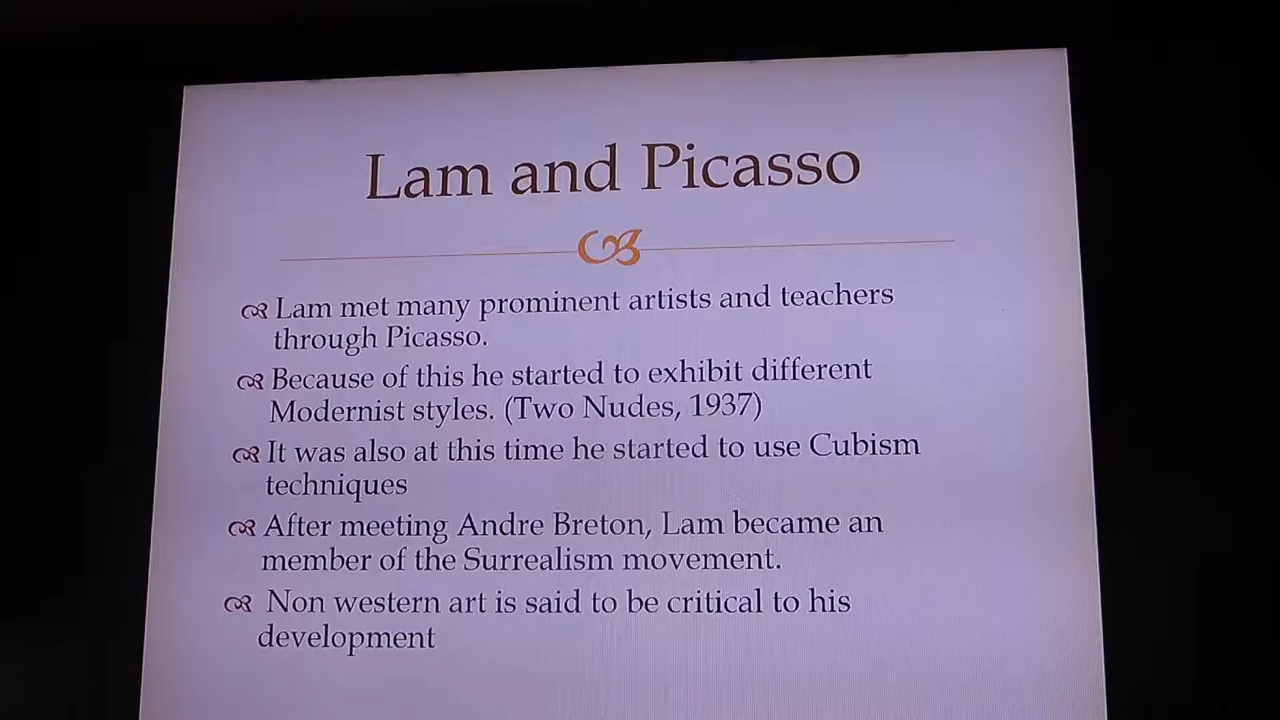 Lam and Picasso
Lam met many prominent artists and teachers
through Picasso.
Because of this he started to exhibit different
Modernist styles. (Two Nudes, 1937)
It was also at this time he started to use Cubism
techniques
After meeting Andre Breton, Lam became an
member of the Surrealism movement.
Non western art is said to be critical to his
development